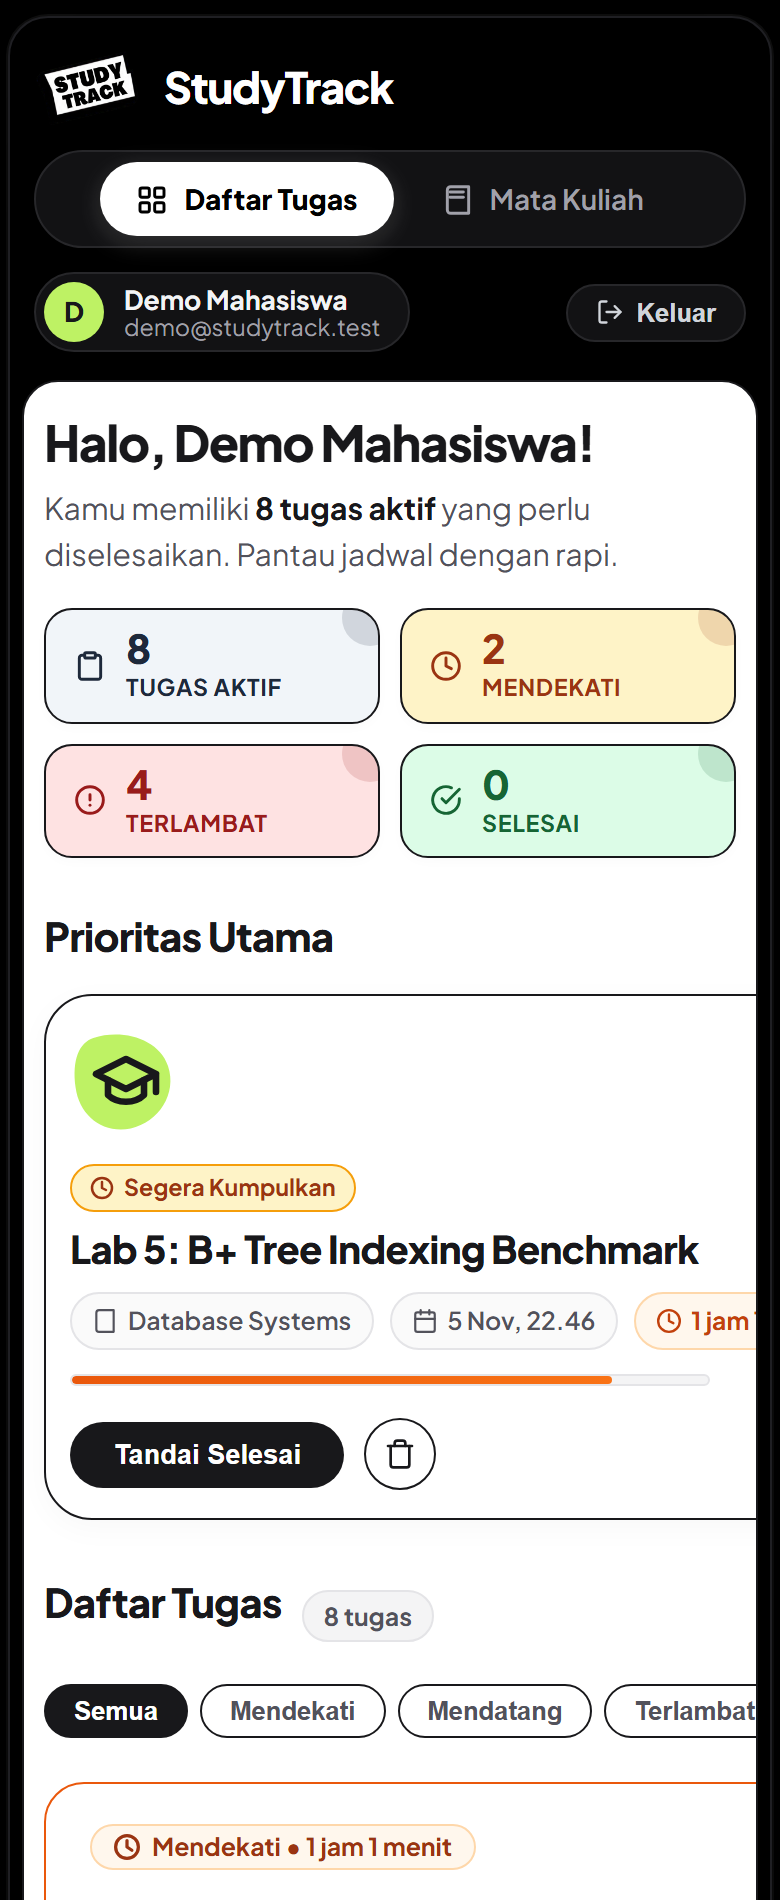 STUDY
TRACK
StudyTrack
Daftar Tugas
Mata Kuliah
D
Demo Mahasiswa
demo@studytrack.test
Keluar
Halo, Demo Mahasiswa!
Kamu memiliki 8 tugas aktif yang perlu
diselesaikan. Pantau jadwal dengan rapi.
8
TUGAS AKTIF
2
MENDEKATI
4
TERLAMBAT
0
SELESAI
Prioritas Utama
Segera Kumpulkan
Lab 5: B+ Tree Indexing Benchmark
Database Systems
5 Nov, 22.46
1 jam
Tandai Selesai
Daftar Tugas
8 tugas
Semua
Mendekati
Mendatang
Terlambat
Mendekati • 1 jam 1 menit